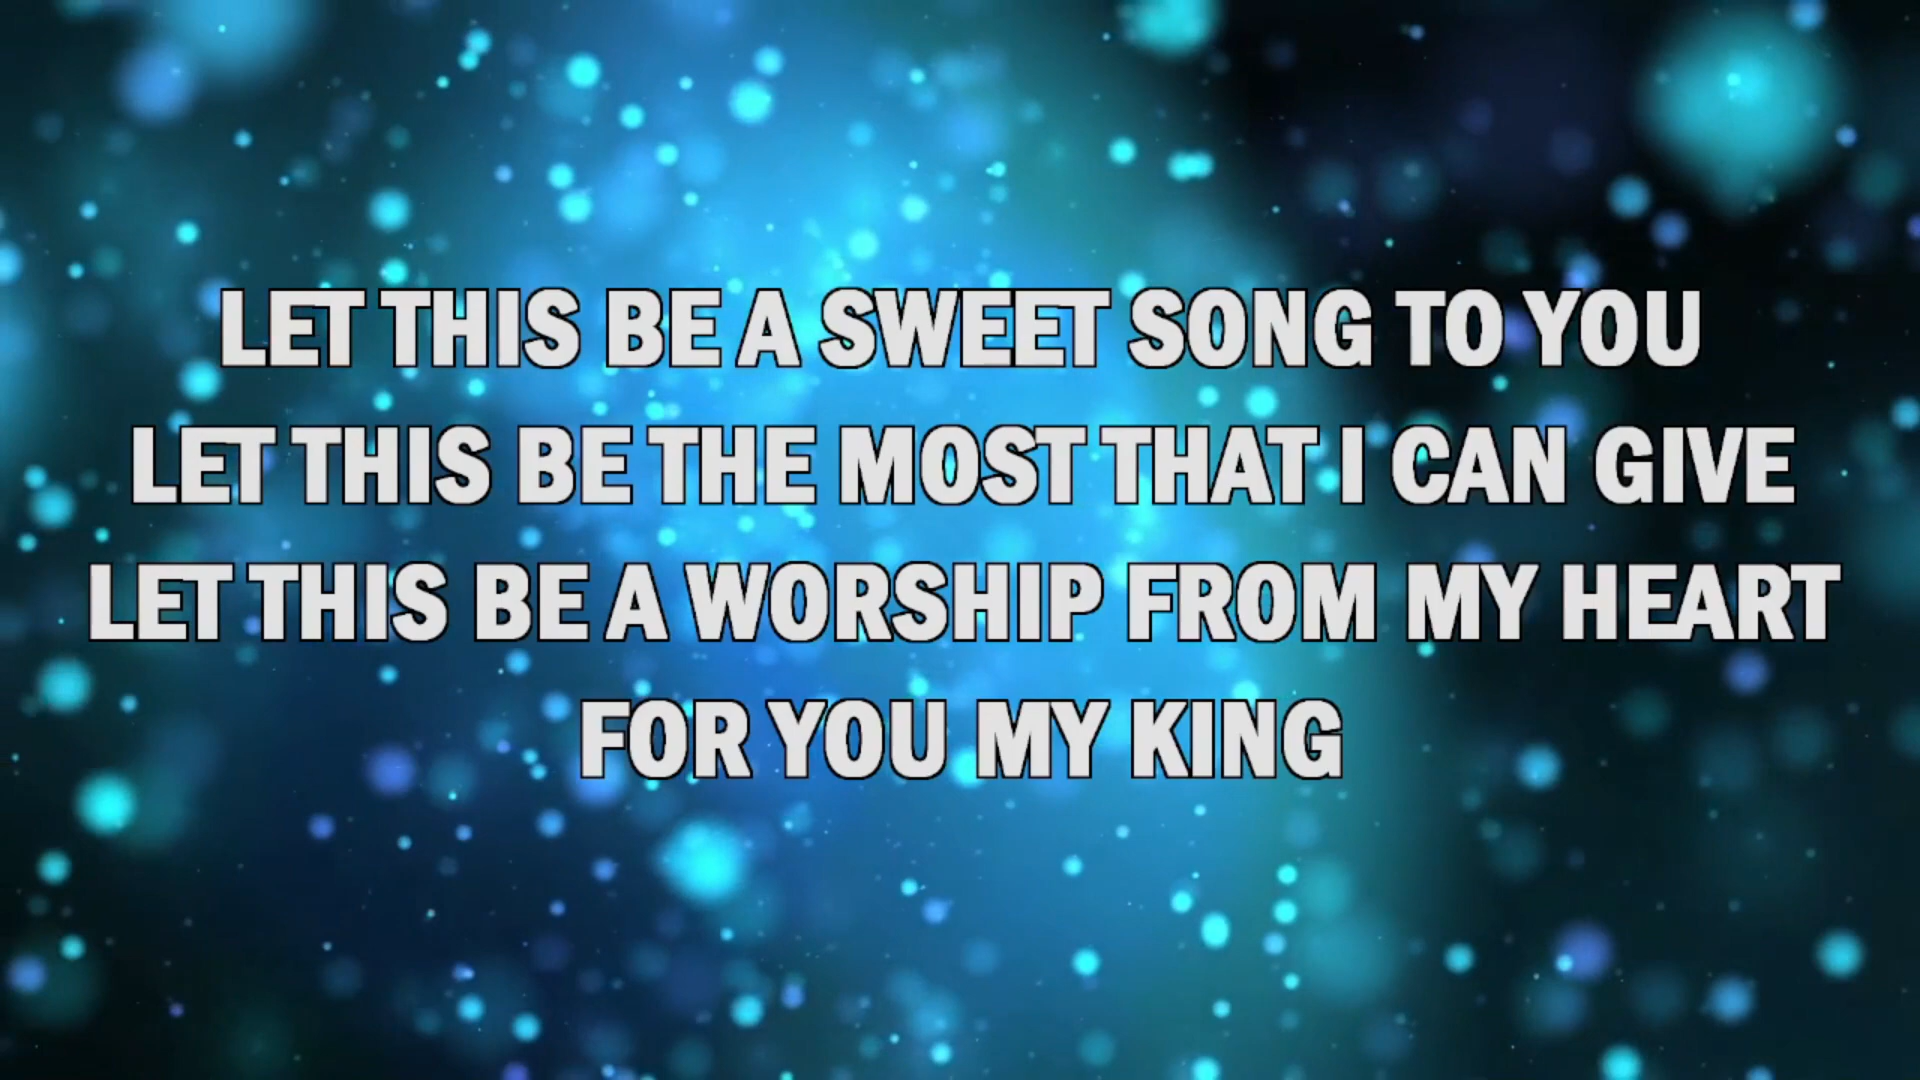 LET THIS BE A SWEET SONG TO YOU
LET THIS BE THE MOST THAT I CAN GIVE
LET THIS BE A WORSHIP FROM MY HEART
FOR YOU MY KING